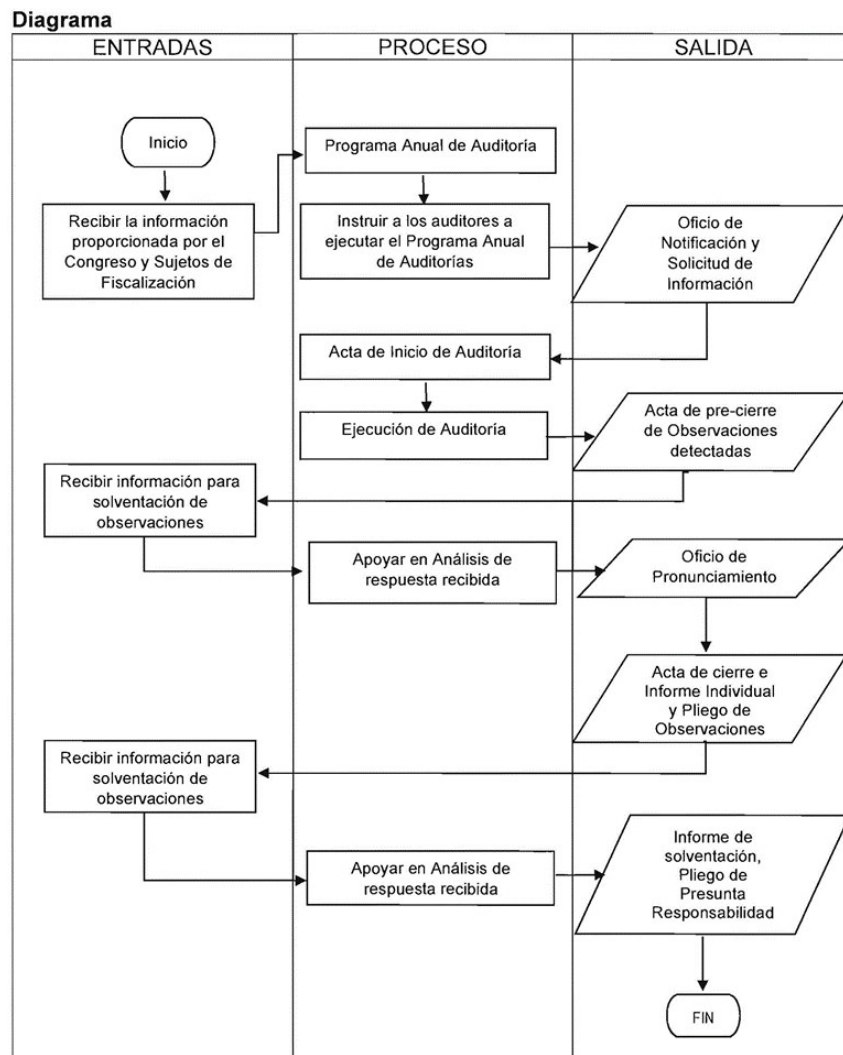 Diagrama
ENTRADAS
PROCESO
SALIDA
Inicio
Recibir la información
proporcionada por el
Congreso y Sujetos de
Fiscalización
Programa Anual de Auditoría
Instruir a los auditores a
ejecutar el Programa Anual
de Auditorías
Oficio de
Notificación y
Solicitud de
Información
Acta de Inicio de Auditoría
Ejecución de Auditoría
Acta de pre-cierre
de Observaciones
detectadas
Recibir información para
solventación de
observaciones
Apoyar en Análisis de
respuesta recibida
Oficio de
Pronunciamiento
Acta de cierre e
Informe Individual
y Pliego de
Observaciones
Recibir información para
solventación de
observaciones
Apoyar en Análisis de
respuesta recibida
Informe de
solventación,
Pliego de
Presunta
Responsabilidad
FIN